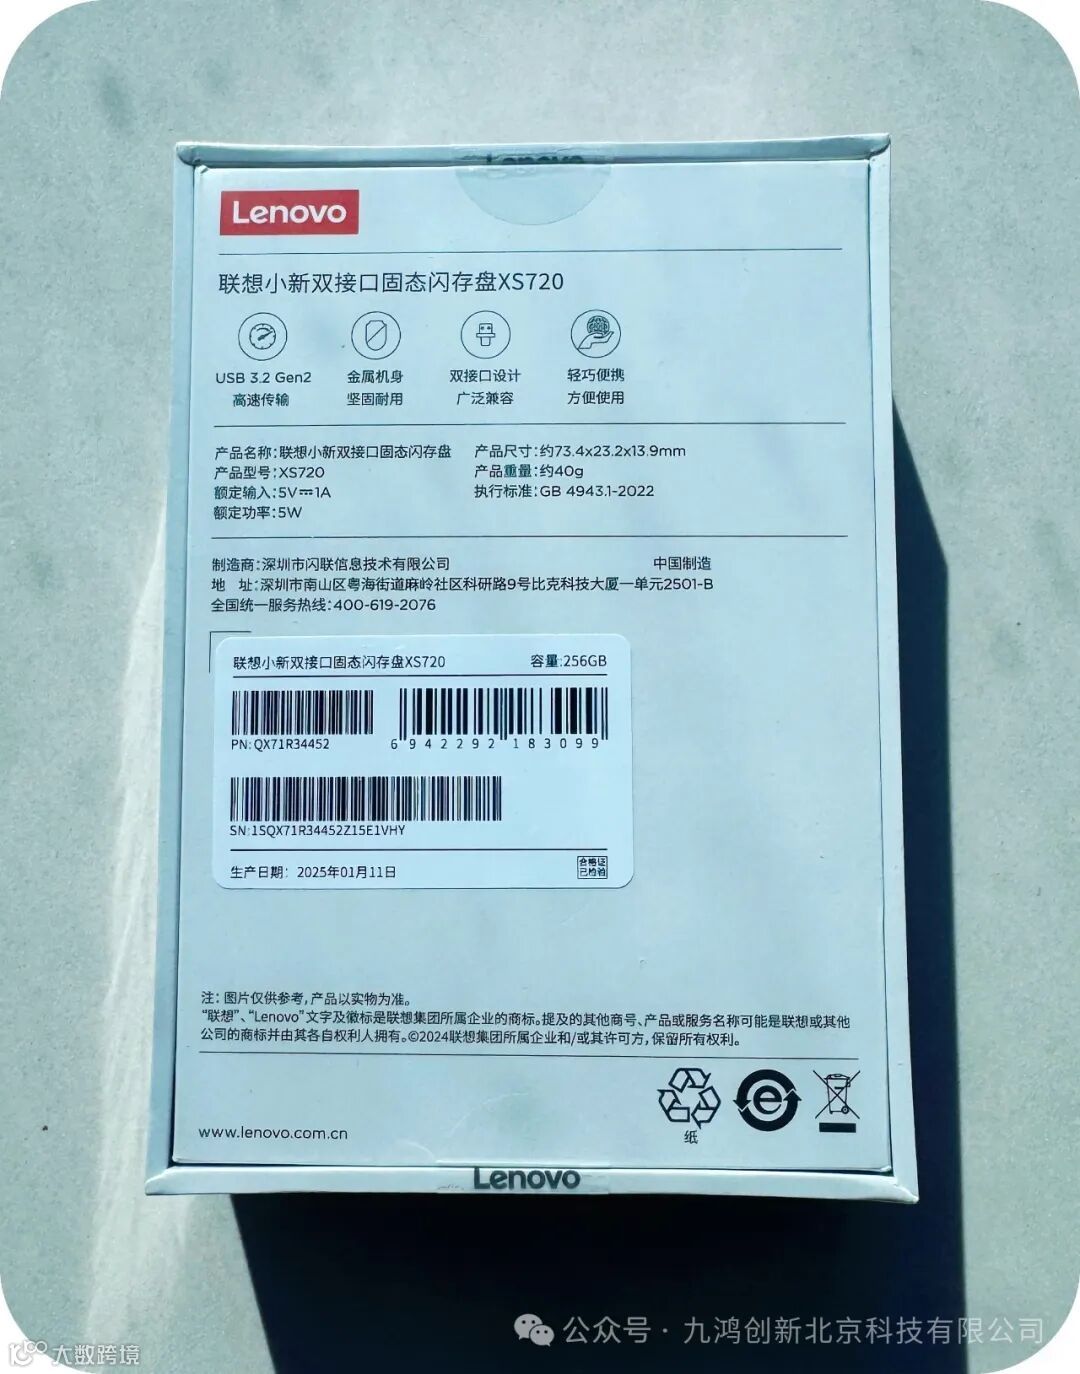 Lenovo
Lenovo
联想小新双接口固态闪存盘XS720
USB 3.2 Gen2
高速传输
金属机身
坚固耐用
双接口设计
广泛兼容
轻巧便携
方便使用
产品名称:联想小新双接口固态闪存盘
产品型号:XS720
额定输入:5V⎓1A
额定功率:5W
产品尺寸:约73.4x23.2x13.9mm
产品重量:约40g
执行标准:GB 4943.1-2022
制造商:深圳市闪联信息技术有限公司 中国制造
地 址:深圳市南山区粤海街道麻岭社区科研路9号比克科技大厦一单元2501-B
全国统一服务热线:400-619-2076
联想小新双接口固态闪存盘XS720 容量:256GB
PN:QX71R34452
6942292183099
SN:1SQX71R34452Z15E1VHY
生产日期: 2025年01月11日
合格证
已检验
注: 图片仅供参考,产品以实物为准。
“联想”、“Lenovo”文字及徽标是联想集团所属企业的商标。提及的其他商号、产品或服务名称可能是联想或其他
公司的商标并由其各自权利人拥有。©2024联想集团所属企业和/或其许可方,保留所有权利。
纸
www.lenovo.com.cn
Lenovo
公众号 · 九鸿创新北京科技有限公司
大数跨境